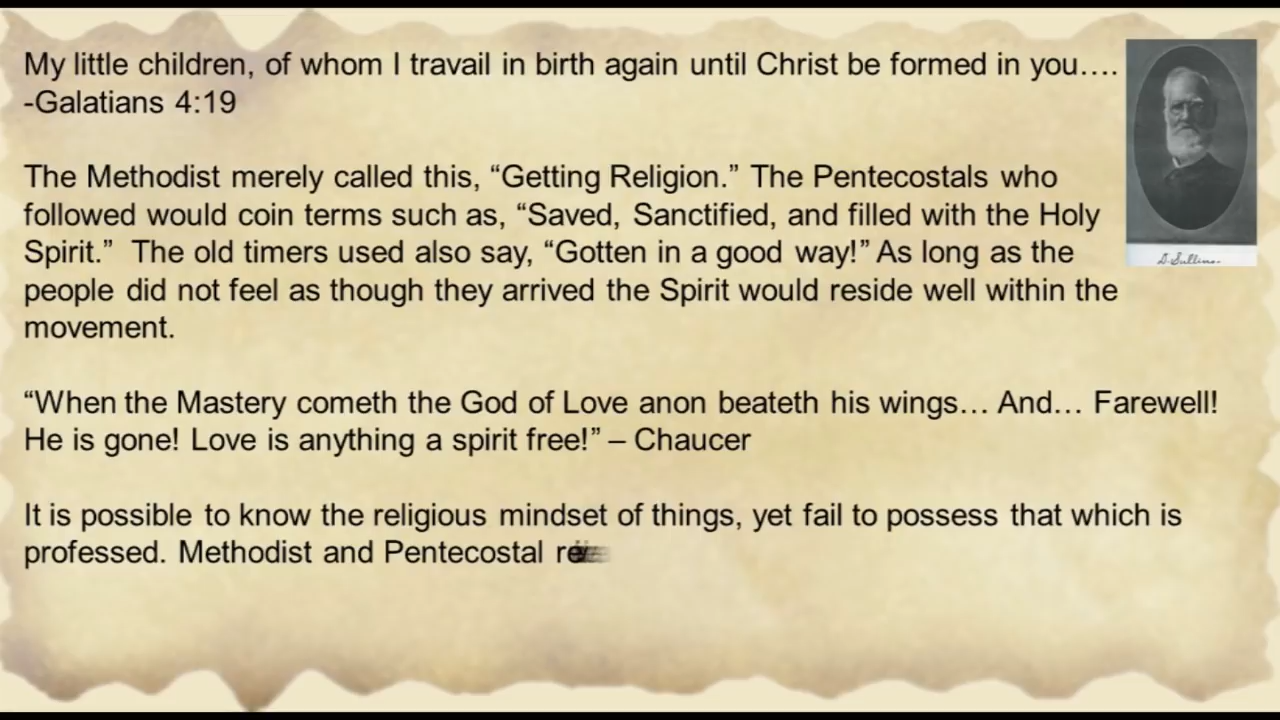 My little children, of whom I travail in birth again until Christ be formed in you….
-Galatians 4:19
The Methodist merely called this, “Getting Religion.” The Pentecostals who
followed would coin terms such as, “Saved, Sanctified, and filled with the Holy
Spirit.”  The old timers used also say, “Gotten in a good way!” As long as the
people did not feel as though they arrived the Spirit would reside well within the
movement.
“When the Mastery cometh the God of Love anon beateth his wings… And… Farewell!
He is gone! Love is anything a spirit free!” – Chaucer
It is possible to know the religious mindset of things, yet fail to possess that which is
professed. Methodist and Pentecostal
D. Sullins.